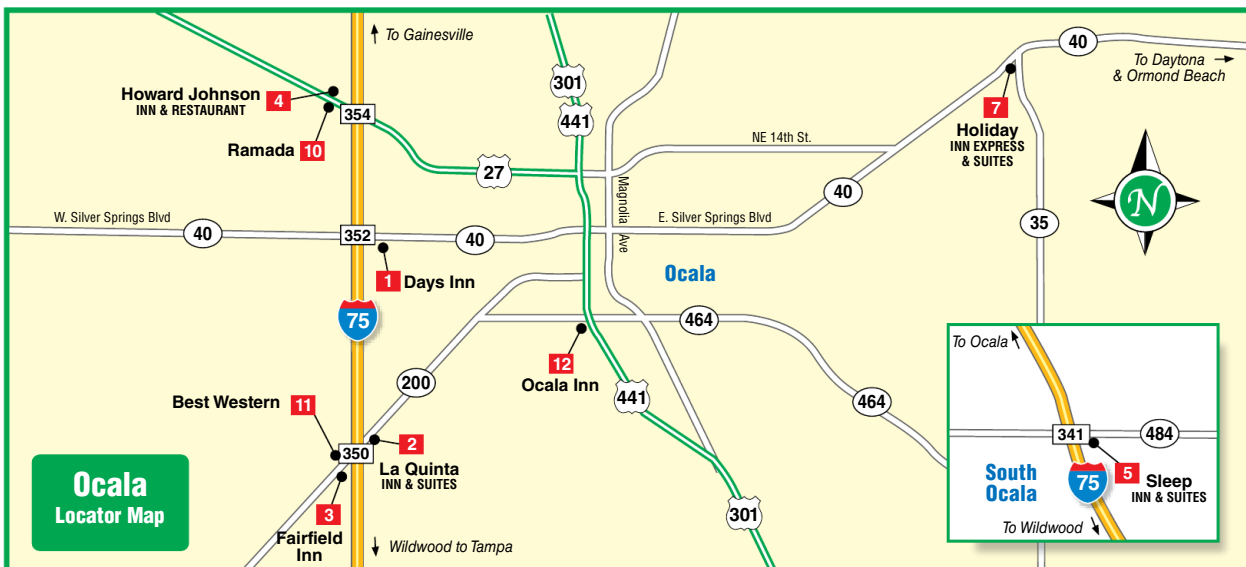 To Gainesville
40
To Daytona
& Ormond Beach
301
Howard Johnson
INN & RESTAURANT
4
7
Holiday
INN EXPRESS
& SUITES
354
441
Ramada
10
NE 14th St.
27
Magnolia Ave
40
N
W. Silver Springs Blvd
E. Silver Springs Blvd
35
40
352
40
1
Days Inn
Ocala
75
464
12
Ocala Inn
200
441
464
Best Western
11
2
La Quinta
INN & SUITES
350
3
Fairfield
Inn
301
Wildwood to Tampa
Ocala
Locator Map
To Ocala
341
484
5
Sleep
INN & SUITES
South
Ocala
75
To Wildwood